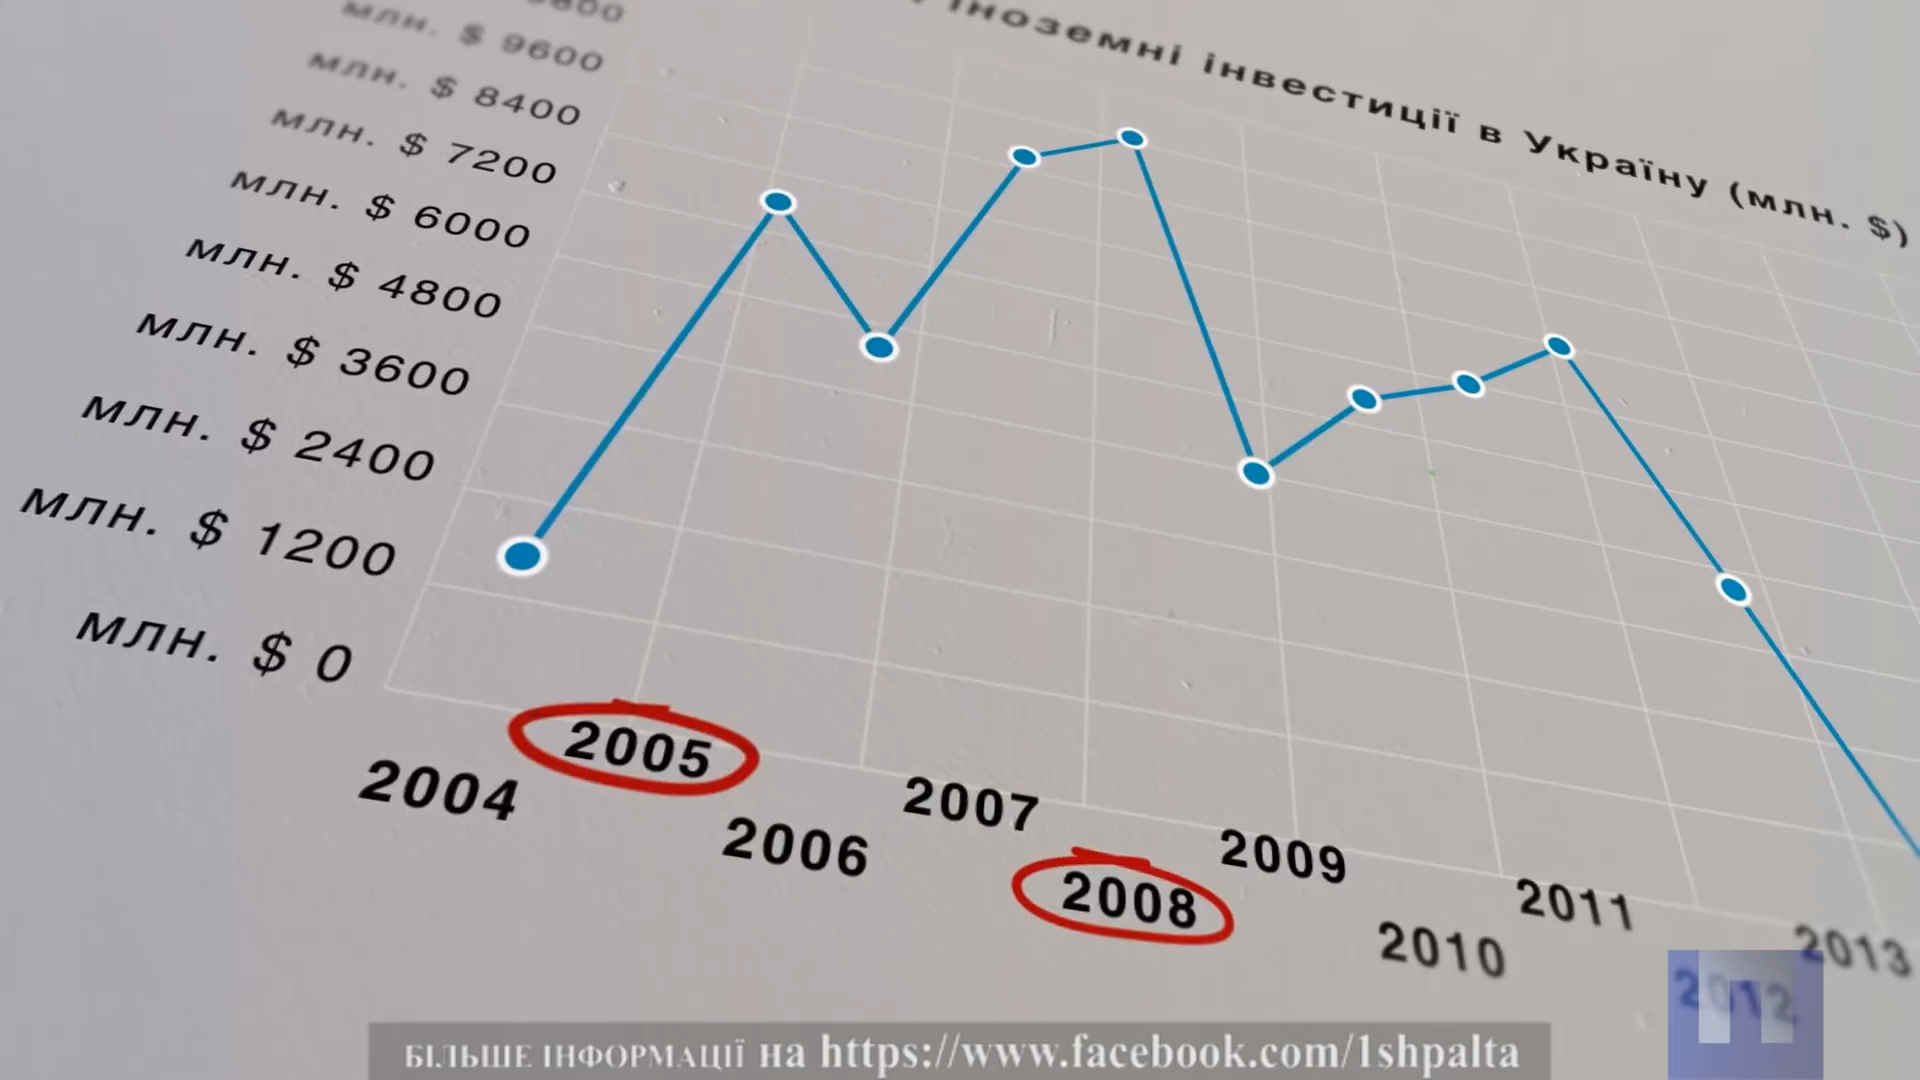 іноземні інвестиції в Україну (млн. $)
млн. $ 9600
млн. $ 8400
млн. $ 7200
млн. $ 6000
млн. $ 4800
млн. $ 3600
млн. $ 2400
млн. $ 1200
млн. $ 0
2004
2005
2006
2007
2008
2009
2010
2011
2012
2013
БІЛЬШЕ ІНФОРМАЦІЇ на https://www.facebook.com/1shpalta